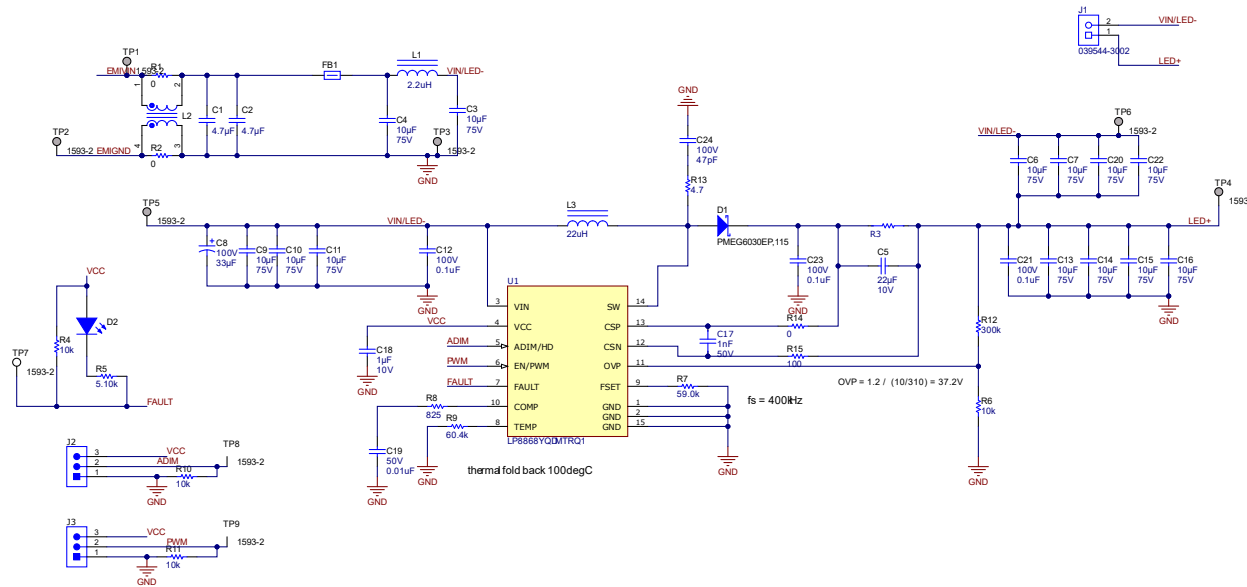 J1
2
VIN/LED-
1
039544-3002
LED+
TP1
EMIVIN
1593-2
R1
0
FB1
L1
2.2uH
VIN/LED-
1
2
L2
C1
4.7µF
C2
4.7µF
C4
10µF
75V
C3
10µF
75V
TP2
1593-2
EMIGND
4
3
R2
0
TP3
1593-2
GND
GND
C24
100V
47pF
R13
4.7
TP6
1593-2
VIN/LED-
C6
10µF
75V
C7
10µF
75V
C20
10µF
75V
C22
10µF
75V
TP4
1593
LED+
TP5
1593-2
VIN/LED-
L3
22uH
D1
PMEG6030EP,115
R3
C5
22µF
10V
C8
100V
33µF
C9
10µF
75V
C10
10µF
75V
C11
10µF
75V
C12
100V
0.1uF
GND
C23
100V
0.1uF
GND
C21
100V
0.1uF
C13
10µF
75V
C14
10µF
75V
C15
10µF
75V
C16
10µF
75V
GND
VCC
D2
R4
10k
R5
5.10k
TP7
1593-2
FAULT
U1
3
VIN
SW
14
VCC
4
VCC
CSP
13
ADIM
5
ADIM/HD
CSN
12
PWM
6
EN/PWM
OVP
11
FAULT
7
FAULT
FSET
9
10
COMP
GND
1
GND
2
8
TEMP
GND
15
LP8868YQDMTRQ1
C18
1µF
10V
GND
R8
825
R9
60.4k
C19
50V
0.01uF
GND
GND
thermal fold back 100degC
C17
1nF
50V
R14
0
R15
100
R7
59.0k
fs = 400kHz
GND
R12
300k
OVP = 1.2 / (10/310) = 37.2V
R6
10k
GND
J2
3
VCC
2
ADIM
1
R10
10k
TP8
1593-2
GND
J3
3
VCC
2
PWM
1
R11
10k
TP9
1593-2
GND